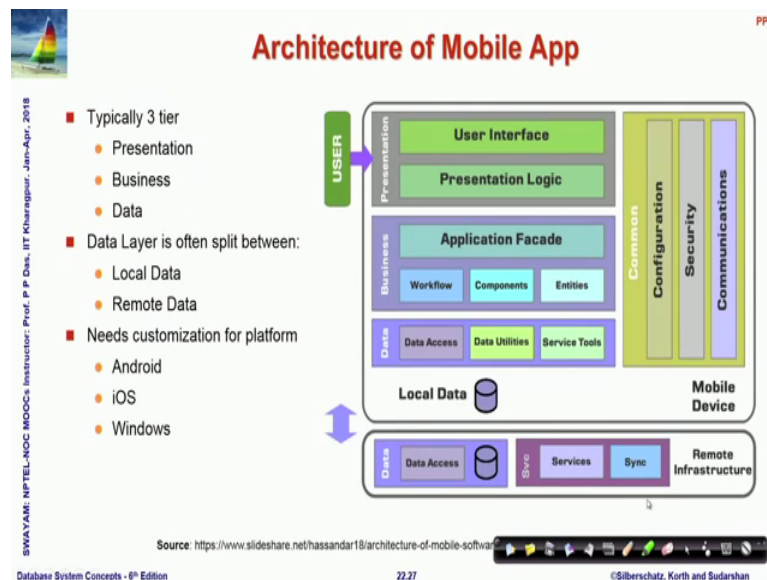 PP
Architecture of Mobile App
SWAYAM: NPTEL-NOC MOOCs Instructor: Prof. P P Das, IIT Kharagpur. Jan-Apr, 2018
Typically 3 tier
Presentation
Business
Data
Data Layer is often split between:
Local Data
Remote Data
Needs customization for platform
Android
iOS
Windows
USER
Presentation
User Interface
Presentation Logic
Business
Application Facade
Workflow
Components
Entities
Data
Data Access
Data Utilities
Service Tools
Common
Configuration
Security
Communications
Local Data
Mobile
Device
Data
Data Access
Svc
Services
Sync
Remote
Infrastructure
Source: https://www.slideshare.net/hassandar18/architecture-of-mobile-softwar
Database System Concepts - 6th Edition
22.27
©Silberschatz, Korth and Sudarshan